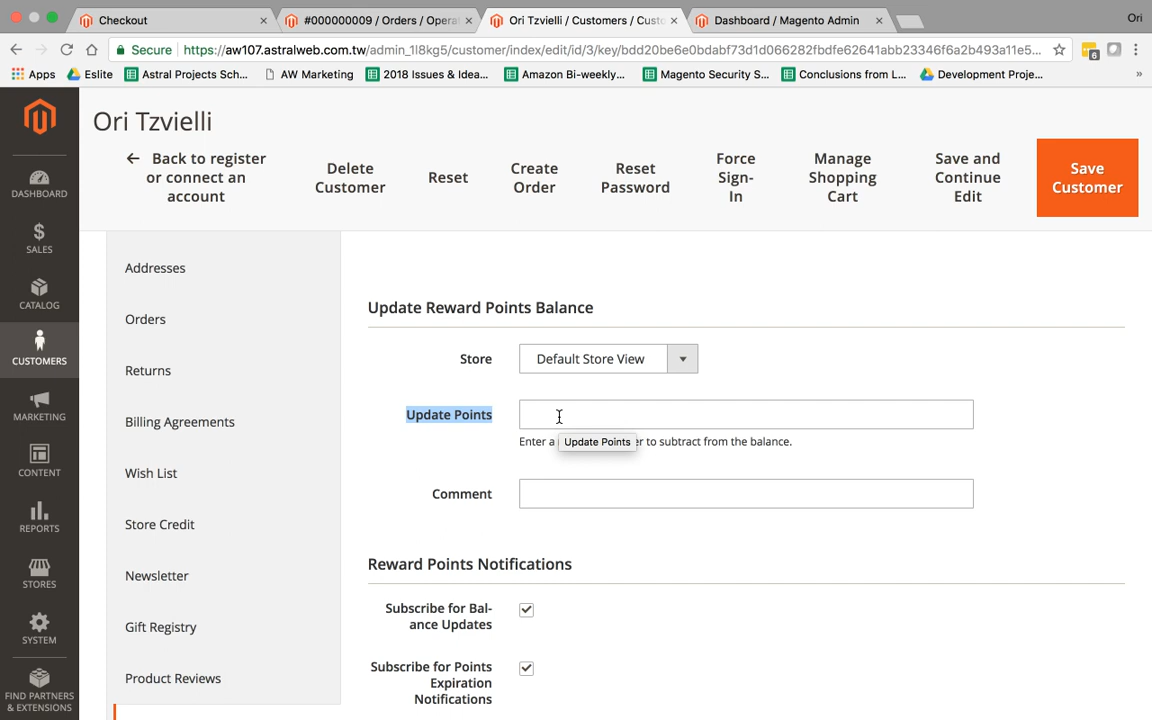 Checkout
#000000009 / Orders / Opera
Ori Tzvielli / Customers / Cust
Dashboard / Magento Admin
Ori
Secure
https://aw107.astralweb.com.tw/admin_1l8kg5/customer/index/edit/id/3/key/bdd20be6e0bdabf73d1d066282fbdfe62641abb23346f6a2b493a11e5...
6
Apps
Eslite
Astral Projects Sch...
AW Marketing
2018 Issues & Idea...
Amazon Bi-weekly...
Magento Security S...
Conclusions from L...
Development Proje...
»
Ori Tzvielli
Back to register
or connect an
account
Delete
Customer
Reset
Create
Order
Reset
Password
Force
Sign-
In
Manage
Shopping
Cart
Save and
Continue
Edit
Save
Customer
DASHBOARD
SALES
CATALOG
CUSTOMERS
MARKETING
CONTENT
REPORTS
STORES
SYSTEM
FIND PARTNERS
& EXTENSIONS
Addresses
Orders
Returns
Billing Agreements
Wish List
Store Credit
Newsletter
Gift Registry
Product Reviews
Update Reward Points Balance
Store
Default Store View
Update Points
Enter a
Update Points
er to subtract from the balance.
Comment
Reward Points Notifications
Subscribe for Bal-
ance Updates
Subscribe for Points
Expiration
Notifications